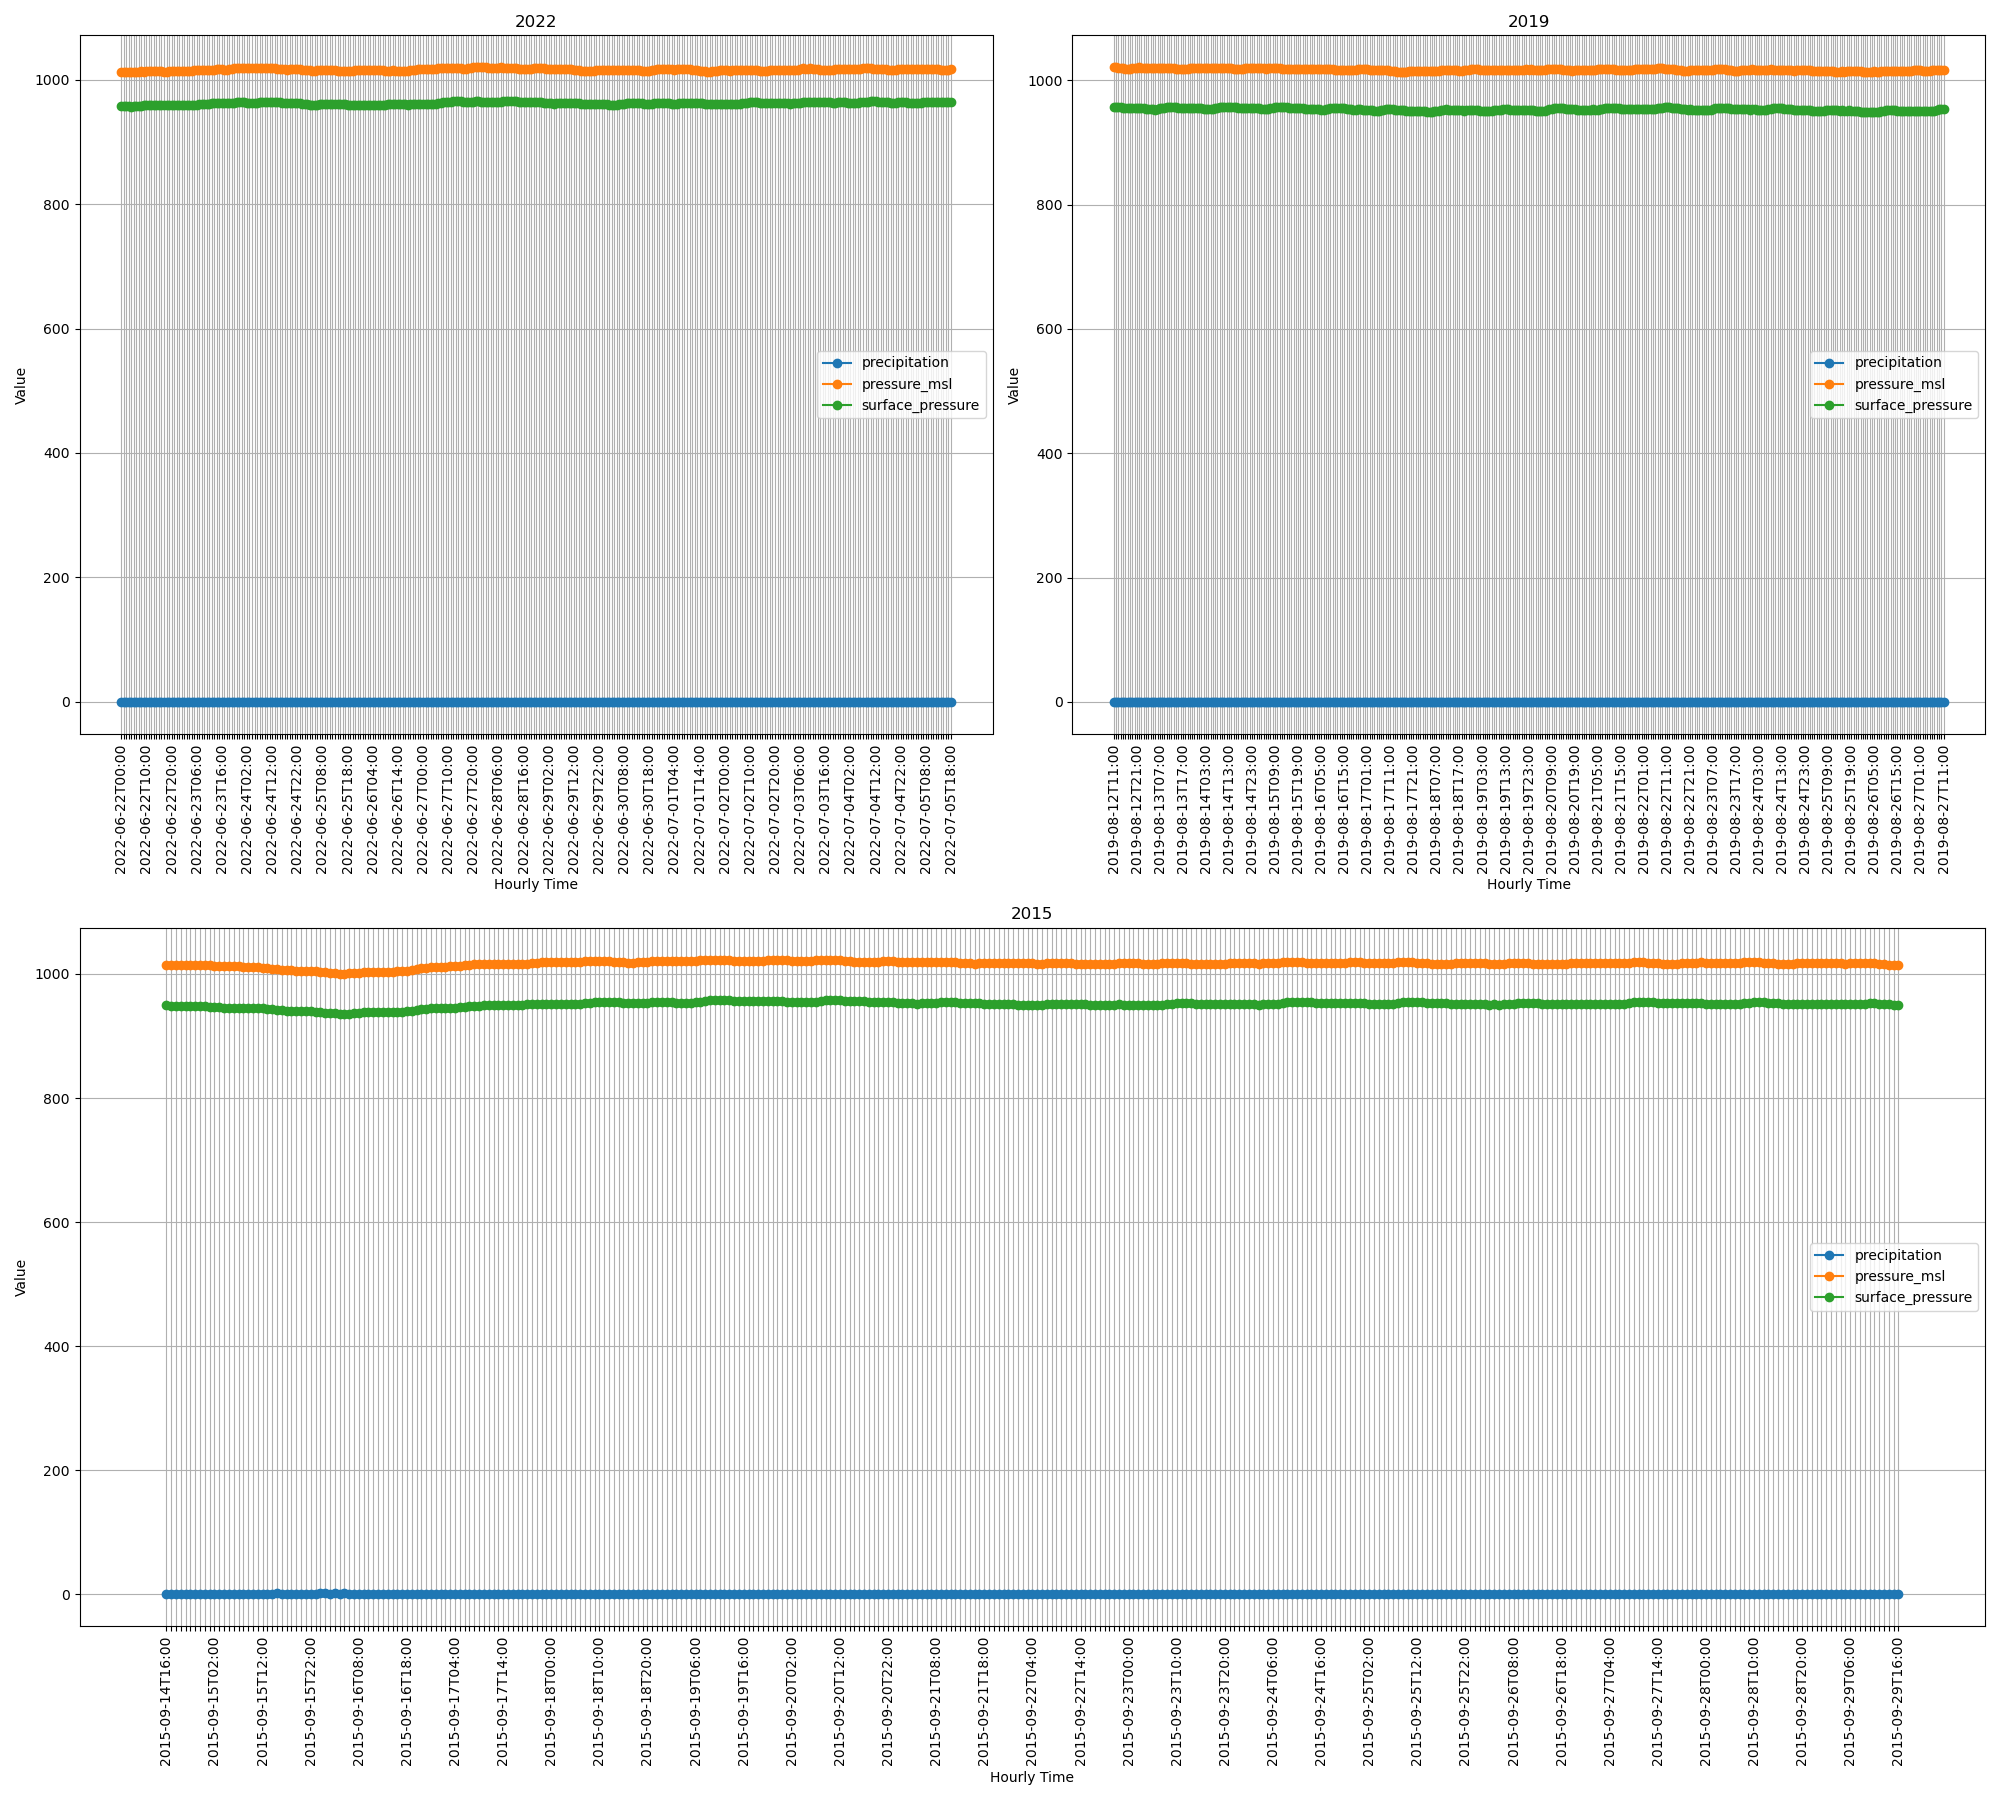 2022
1000
800
600
400
200
0
Value
precipitation
pressure_msl
surface_pressure
2022-06-22T00:00
2022-06-22T10:00
2022-06-22T20:00
2022-06-23T06:00
2022-06-23T16:00
2022-06-24T02:00
2022-06-24T12:00
2022-06-24T22:00
2022-06-25T08:00
2022-06-25T18:00
2022-06-26T04:00
2022-06-26T14:00
2022-06-27T00:00
2022-06-27T10:00
2022-06-27T20:00
2022-06-28T06:00
2022-06-28T16:00
2022-06-29T02:00
2022-06-29T12:00
2022-06-29T22:00
2022-06-30T08:00
2022-06-30T18:00
2022-07-01T04:00
2022-07-01T14:00
2022-07-02T00:00
2022-07-02T10:00
2022-07-02T20:00
2022-07-03T06:00
2022-07-03T16:00
2022-07-04T02:00
2022-07-04T12:00
2022-07-04T22:00
2022-07-05T08:00
2022-07-05T18:00
Hourly Time
2019
1000
800
600
400
200
0
Value
precipitation
pressure_msl
surface_pressure
2019-08-12T11:00
2019-08-12T21:00
2019-08-13T07:00
2019-08-13T17:00
2019-08-14T03:00
2019-08-14T13:00
2019-08-14T23:00
2019-08-15T09:00
2019-08-15T19:00
2019-08-16T05:00
2019-08-16T15:00
2019-08-17T01:00
2019-08-17T11:00
2019-08-17T21:00
2019-08-18T07:00
2019-08-18T17:00
2019-08-19T03:00
2019-08-19T13:00
2019-08-19T23:00
2019-08-20T09:00
2019-08-20T19:00
2019-08-21T05:00
2019-08-21T15:00
2019-08-22T01:00
2019-08-22T11:00
2019-08-22T21:00
2019-08-23T07:00
2019-08-23T17:00
2019-08-24T03:00
2019-08-24T13:00
2019-08-24T23:00
2019-08-25T09:00
2019-08-25T19:00
2019-08-26T05:00
2019-08-26T15:00
2019-08-27T01:00
2019-08-27T11:00
Hourly Time
2015
1000
800
600
400
200
0
Value
precipitation
pressure_msl
surface_pressure
2015-09-14T16:00
2015-09-15T02:00
2015-09-15T12:00
2015-09-15T22:00
2015-09-16T08:00
2015-09-16T18:00
2015-09-17T04:00
2015-09-17T14:00
2015-09-18T00:00
2015-09-18T10:00
2015-09-18T20:00
2015-09-19T06:00
2015-09-19T16:00
2015-09-20T02:00
2015-09-20T12:00
2015-09-20T22:00
2015-09-21T08:00
2015-09-21T18:00
2015-09-22T04:00
2015-09-22T14:00
2015-09-23T00:00
2015-09-23T10:00
2015-09-23T20:00
2015-09-24T06:00
2015-09-24T16:00
2015-09-25T02:00
2015-09-25T12:00
2015-09-25T22:00
2015-09-26T08:00
2015-09-26T18:00
2015-09-27T04:00
2015-09-27T14:00
2015-09-28T00:00
2015-09-28T10:00
2015-09-28T20:00
2015-09-29T06:00
2015-09-29T16:00
Hourly Time